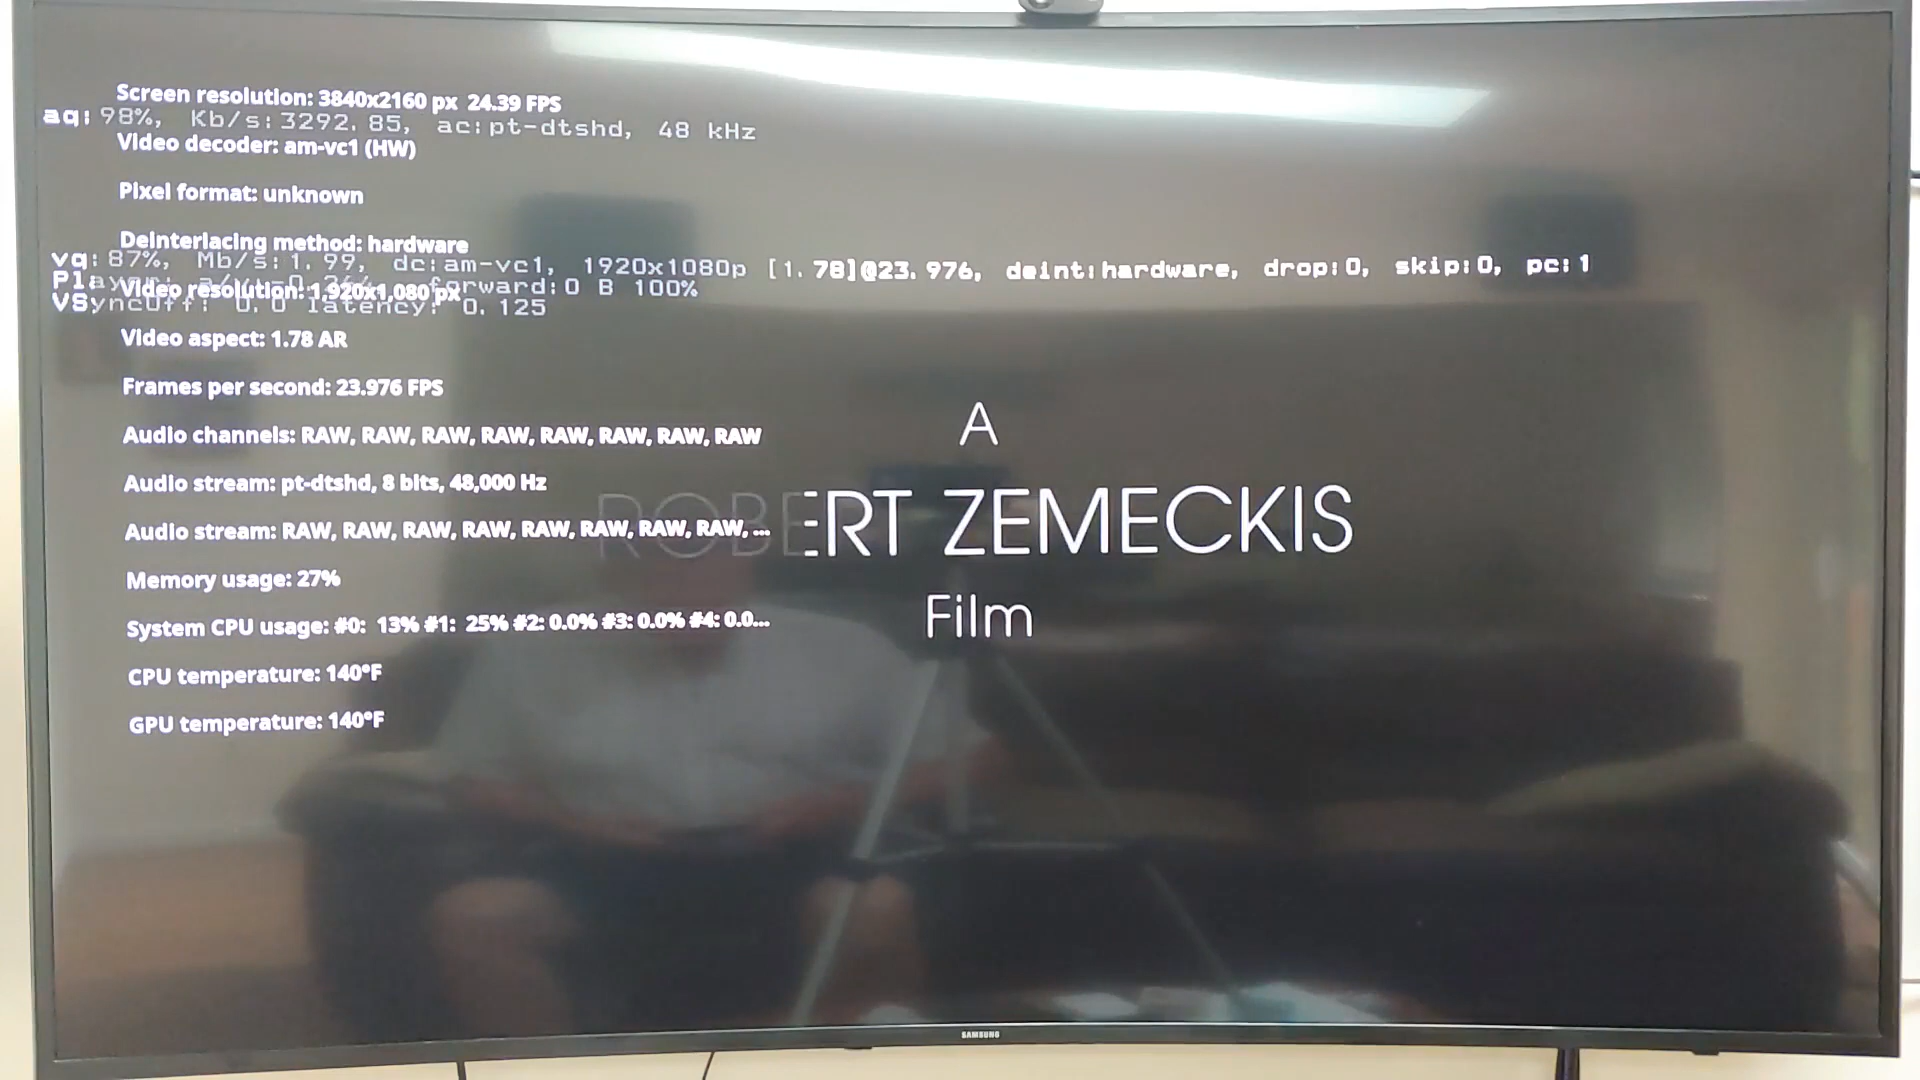 Screen resolution: 3840x2160 px 24.39 FPS
aq:98%, Kb/s:3292.85, ac:pt-dtshd, 48 kHz
Video decoder: am-vc1 (HW)
Pixel format: unknown
Deinterlacing method: hardware
vq:87%, Mb/s:1.99, dc:am-vc1, 1920x1080p [1.78]@23.976, deint:hardware, drop:0, skip:0, pc:1
forward:0 B 100%
Video resolution: 1,920x1,080 px
VSyncOff: 0.0 latency: 0.125
Video aspect: 1.78 AR
Frames per second: 23.976 FPS
Audio channels: RAW, RAW, RAW, RAW, RAW, RAW, RAW, RAW
Audio stream: pt-dtshd, 8 bits, 48,000 Hz
Audio stream: RAW, RAW, RAW, RAW, RAW, RAW, RAW, RAW, ...
Memory usage: 27%
System CPU usage: #0: 13% #1: 25% #2: 0.0% #3: 0.0% #4: 0.0...
CPU temperature: 140°F
GPU temperature: 140°F
A
ROBERT ZEMECKIS
Film
SAMSUNG